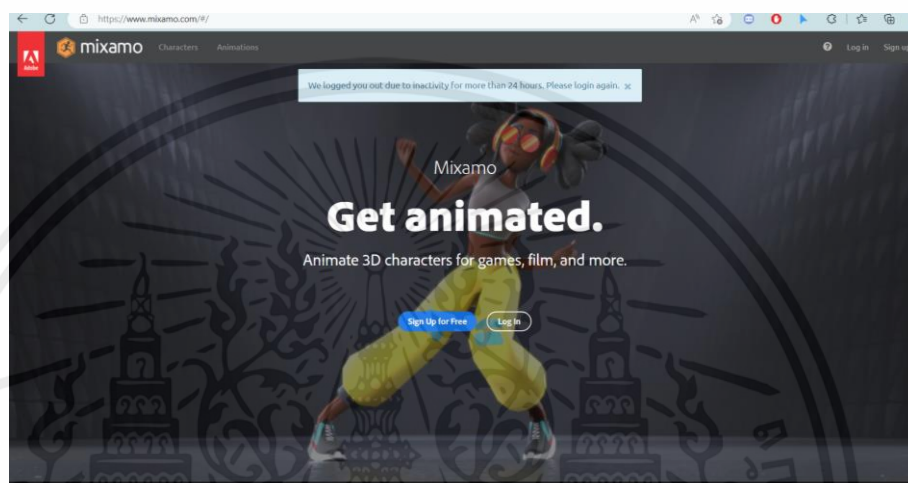 https://www.mixamo.com/#/
Adobe
mixamo Characters Animations Log in Sign up
We logged you out due to inactivity for more than 24 hours. Please login again. ×
Mixamo
Get animated.
Animate 3D characters for games, film, and more.
Sign Up for Free Log In